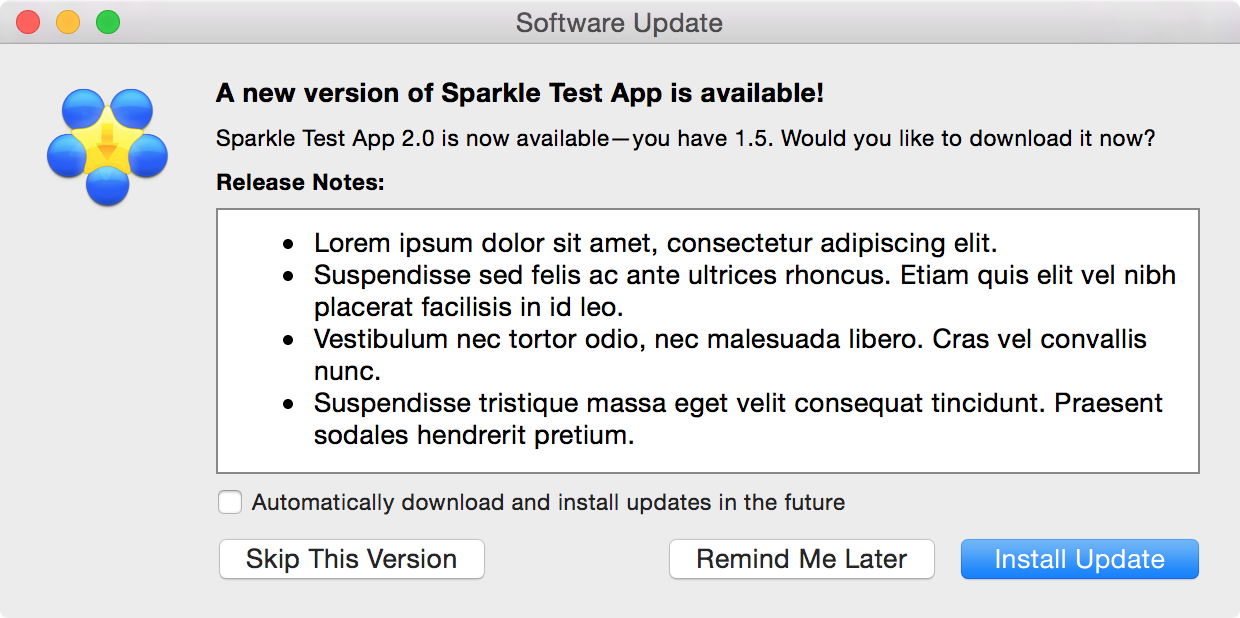 Software Update
A new version of Sparkle Test App is available!
Sparkle Test App 2.0 is now available—you have 1.5. Would you like to download it now?
Release Notes:
• Lorem ipsum dolor sit amet, consectetur adipiscing elit.
• Suspendisse sed felis ac ante ultrices rhoncus. Etiam quis elit vel nibh
placerat facilisis in id leo.
• Vestibulum nec tortor odio, nec malesuada libero. Cras vel convallis
nunc.
• Suspendisse tristique massa eget velit consequat tincidunt. Praesent
sodales hendrerit pretium.
Automatically download and install updates in the future
Skip This Version
Remind Me Later
Install Update